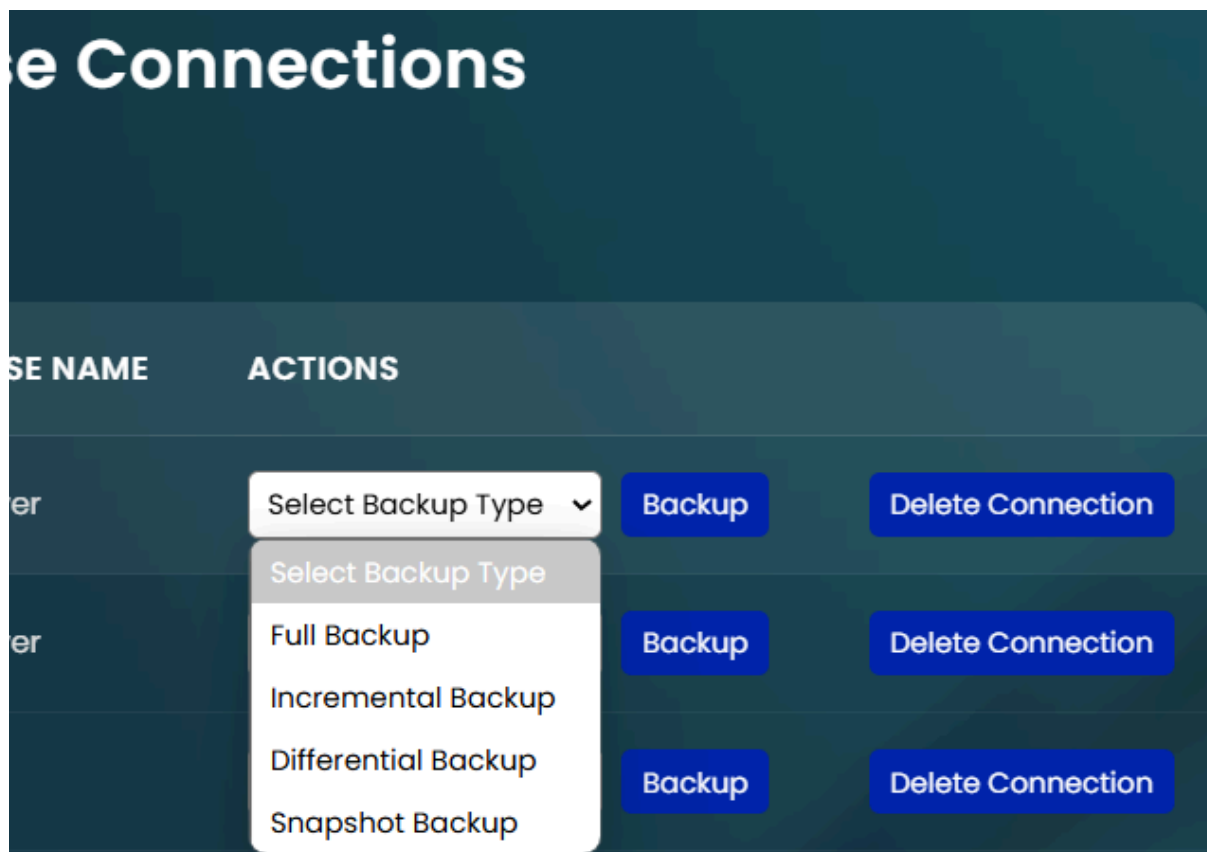 se Connections
SE NAME ACTIONS
er Select Backup Type Backup Delete Connection
Select Backup Type
Full Backup
er Backup Delete Connection
Incremental Backup
Differential Backup
Backup Delete Connection
Snapshot Backup